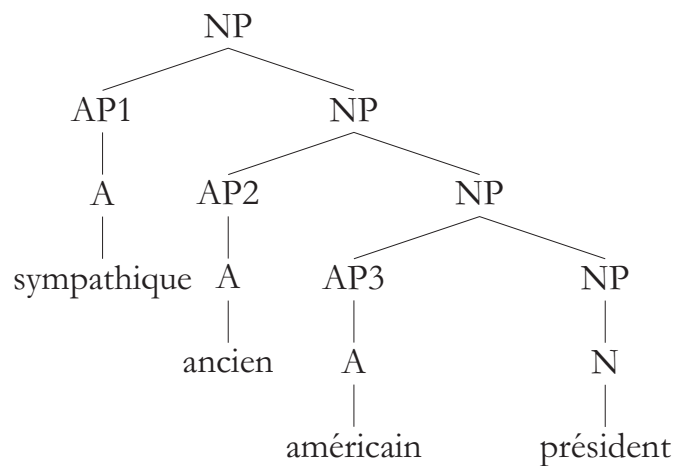 NP
AP1 NP
A AP2 NP
sympathique A AP3 NP
ancien A N
américain président